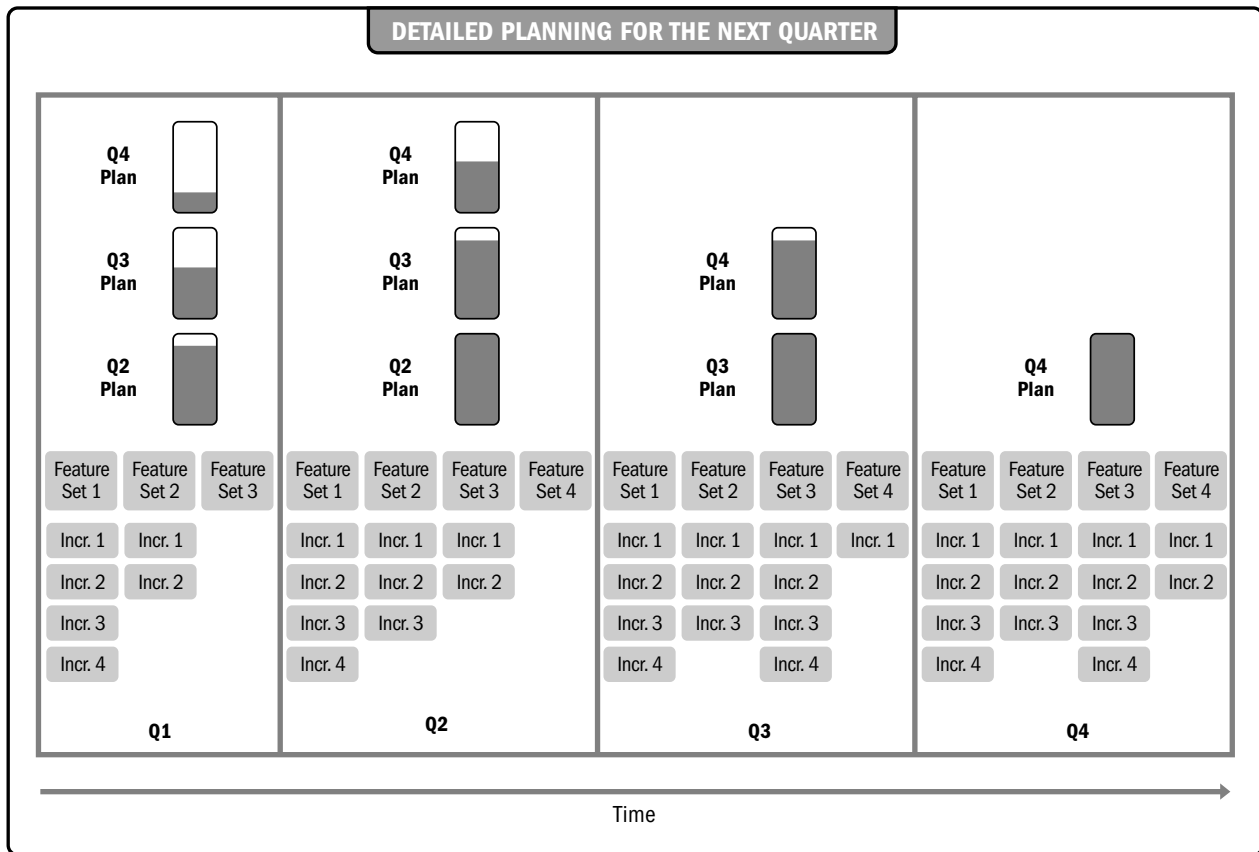 DETAILED PLANNING FOR THE NEXT QUARTER
Q4
Plan
Q3
Plan
Q2
Plan
Feature
Set 1
Feature
Set 2
Feature
Set 3
Incr. 1
Incr. 1
Incr. 2
Incr. 2
Incr. 3
Incr. 4
Q1
Q4
Plan
Q3
Plan
Q2
Plan
Feature
Set 1
Feature
Set 2
Feature
Set 3
Feature
Set 4
Incr. 1
Incr. 1
Incr. 1
Incr. 2
Incr. 2
Incr. 2
Incr. 3
Incr. 3
Incr. 4
Q2
Q4
Plan
Q3
Plan
Feature
Set 1
Feature
Set 2
Feature
Set 3
Feature
Set 4
Incr. 1
Incr. 1
Incr. 1
Incr. 1
Incr. 2
Incr. 2
Incr. 2
Incr. 3
Incr. 3
Incr. 3
Incr. 4
Incr. 4
Q3
Q4
Plan
Feature
Set 1
Feature
Set 2
Feature
Set 3
Feature
Set 4
Incr. 1
Incr. 1
Incr. 1
Incr. 1
Incr. 2
Incr. 2
Incr. 2
Incr. 2
Incr. 3
Incr. 3
Incr. 3
Incr. 4
Incr. 4
Q4
Time